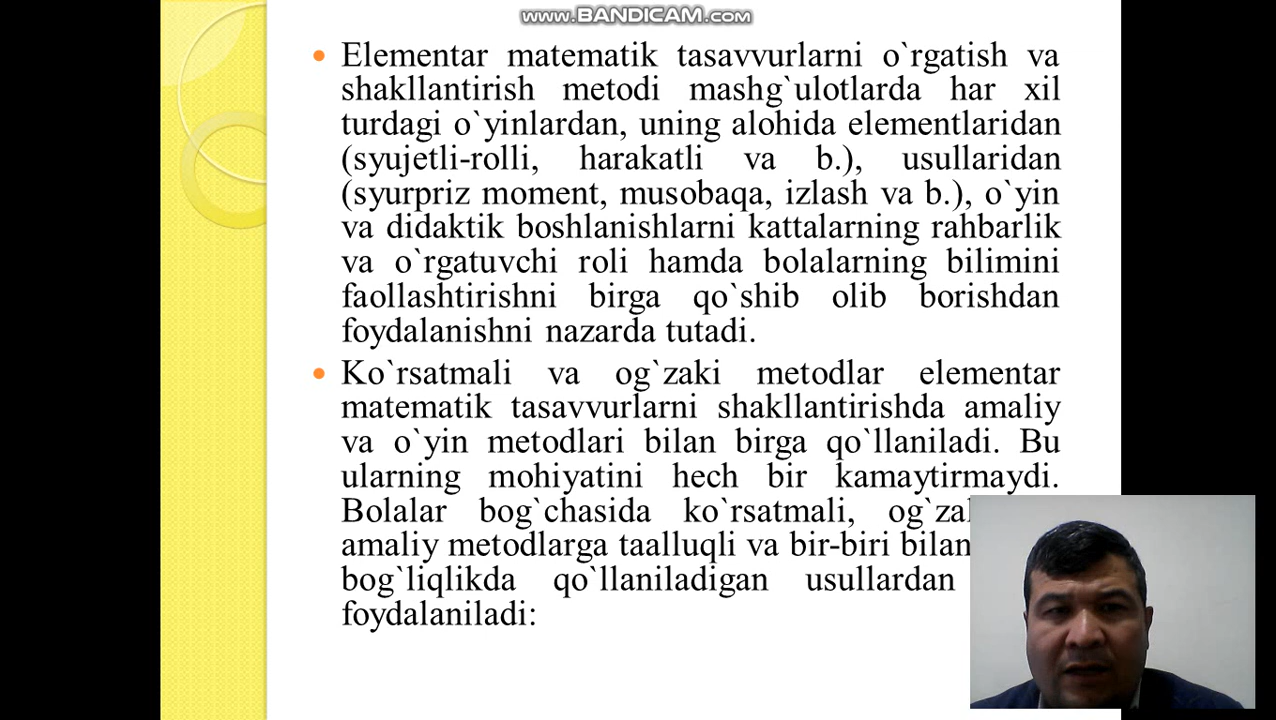 www.BANDICAM.com
Elementar matematik tasavvurlarni o`rgatish va
shakllantirish metodi mashg`ulotlarda har xil
turdagi o`yinlardan, uning alohida elementlaridan
(syujetli-rolli, harakatli va b.), usullaridan
(syurpriz moment, musobaqa, izlash va b.), o`yin
va didaktik boshlanishlarni kattalarning rahbarlik
va o`rgatuvchi roli hamda bolalarning bilimini
faollashtirishni birga qo`shib olib borishdan
foydalanishni nazarda tutadi.
Ko`rsatmali va og`zaki metodlar elementar
matematik tasavvurlarni shakllantirishda amaliy
va o`yin metodlari bilan birga qo`llaniladi. Bu
ularning mohiyatini hech bir kamaytirmaydi.
Bolalar bog`chasida ko`rsatmali,
amaliy metodlarga taalluqli va bir-biri bilan
bog`liqlikda qo`llaniladigan usullardan
foydalaniladi: